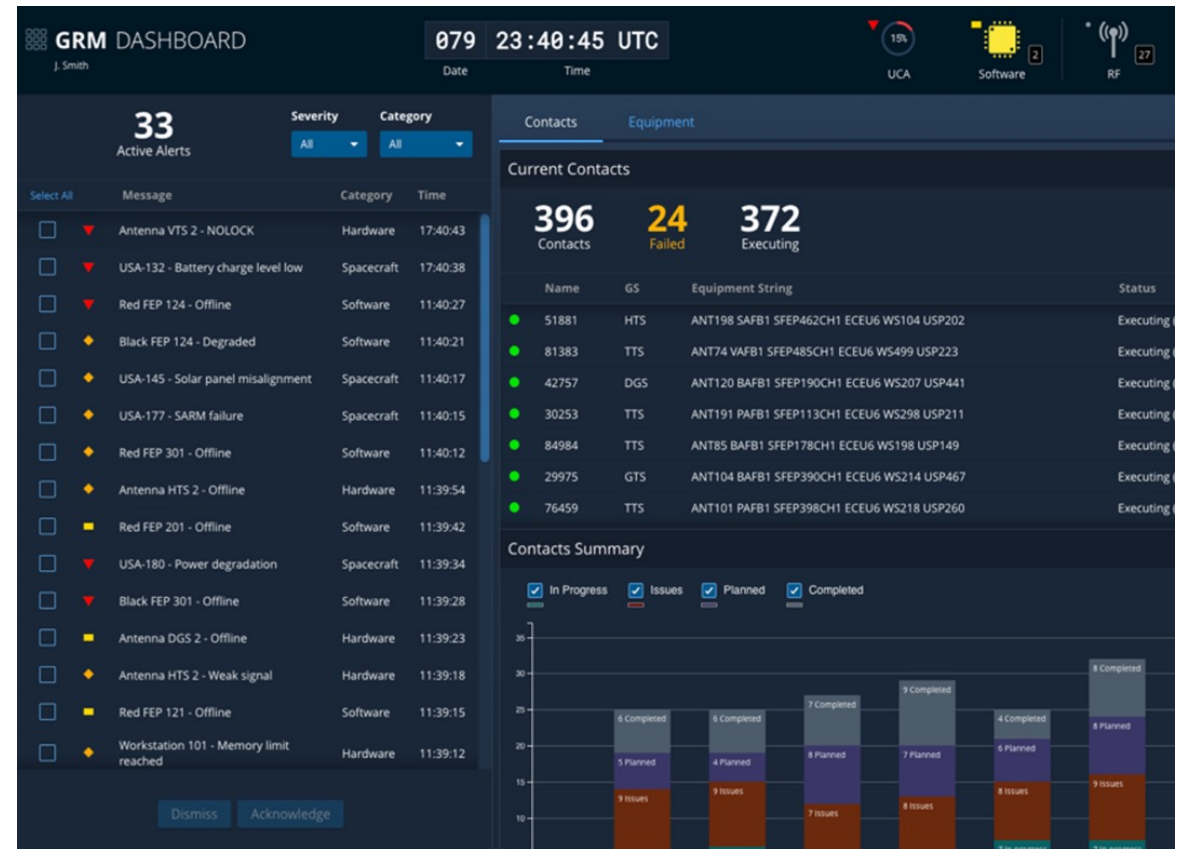 GRM DASHBOARD
J. Smith
079 23:40:45 UTC
Date Time
15%
UCA
2
Software
27
RF
33
Active Alerts
Severity Category
All All
Select All Message Category Time
Antenna VTS 2 - NOLOCK Hardware 17:40:43
USA-132 - Battery charge level low Spacecraft 17:40:38
Red FEP 124 - Offline Software 11:40:27
Black FEP 124 - Degraded Software 11:40:21
USA-145 - Solar panel misalignment Spacecraft 11:40:17
USA-177 - SARM failure Spacecraft 11:40:15
Red FEP 301 - Offline Software 11:40:12
Antenna HTS 2 - Offline Hardware 11:39:54
Red FEP 201 - Offline Software 11:39:42
USA-180 - Power degradation Spacecraft 11:39:34
Black FEP 301 - Offline Software 11:39:28
Antenna DGS 2 - Offline Hardware 11:39:23
Antenna HTS 2 - Weak signal Hardware 11:39:18
Red FEP 121 - Offline Software 11:39:15
Workstation 101 - Memory limit
reached Hardware 11:39:12
Dismiss Acknowledge
Contacts Equipment
Current Contacts
396 24 372
Contacts Failed Executing
Name GS Equipment String Status
51881 HTS ANT198 SAFB1 SFEP462CH1 ECEU6 WS104 USP202 Executing (
81383 TTS ANT74 VAFB1 SFEP485CH1 ECEU6 WS499 USP223 Executing (
42757 DGS ANT120 BAFB1 SFEP190CH1 ECEU6 WS207 USP441 Executing (
30253 TTS ANT191 PAFB1 SFEP113CH1 ECEU6 WS298 USP211 Executing (
84984 TTS ANT85 BAFB1 SFEP178CH1 ECEU6 WS198 USP149 Executing (
29975 GTS ANT104 BAFB1 SFEP390CH1 ECEU6 WS214 USP467 Executing (
76459 TTS ANT101 PAFB1 SFEP398CH1 ECEU6 WS218 USP260 Executing (
Contacts Summary
In Progress Issues Planned Completed
35
30
25
20
15
10
6 Completed
5 Planned
9 Issues
6 Completed
4 Planned
9 Issues
7 Completed
8 Planned
7 Issues
9 Completed
7 Planned
8 Issues
4 Completed
6 Planned
8 Issues
8 Completed
8 Planned
9 Issues